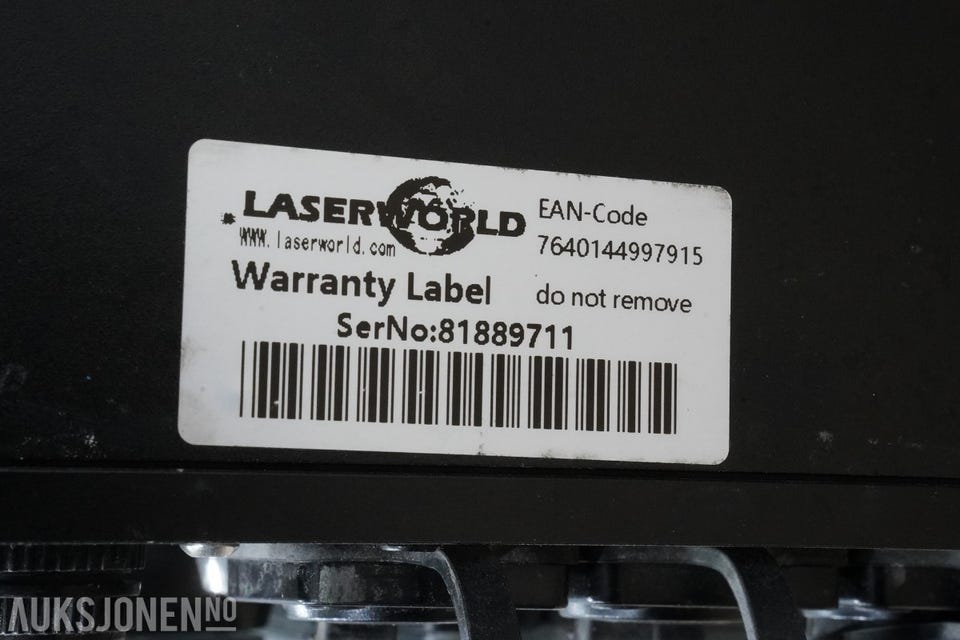 LASERWORLD
www.laserworld.com
EAN-Code
7640144997915
Warranty Label
do not remove
SerNo:81889711
AUKSJONEN.NO